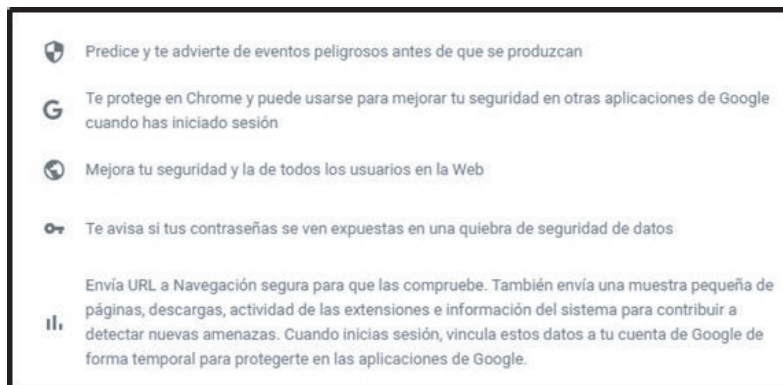 Predice y te advierte de eventos peligrosos antes de que se produzcan
Te protege en Chrome y puede usarse para mejorar tu seguridad en otras aplicaciones de Google
cuando has iniciado sesión
Mejora tu seguridad y la de todos los usuarios en la Web
Te avisa si tus contraseñas se ven expuestas en una quiebra de seguridad de datos
Envía URL a Navegación segura para que las compruebe. También envía una muestra pequeña de
páginas, descargas, actividad de las extensiones e información del sistema para contribuir a
detectar nuevas amenazas. Cuando inicias sesión, vincula estos datos a tu cuenta de Google de
forma temporal para protegerte en las aplicaciones de Google.